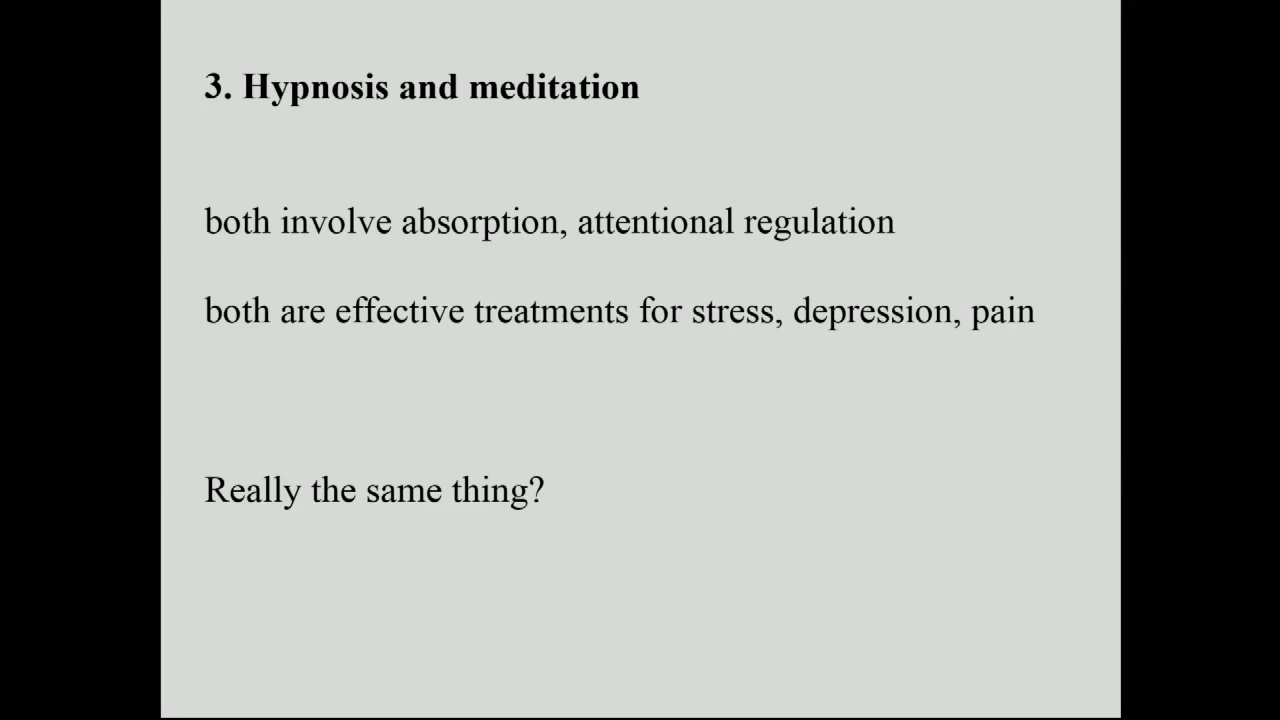 3. Hypnosis and meditation
both involve absorption, attentional regulation
both are effective treatments for stress, depression, pain
Really the same thing?